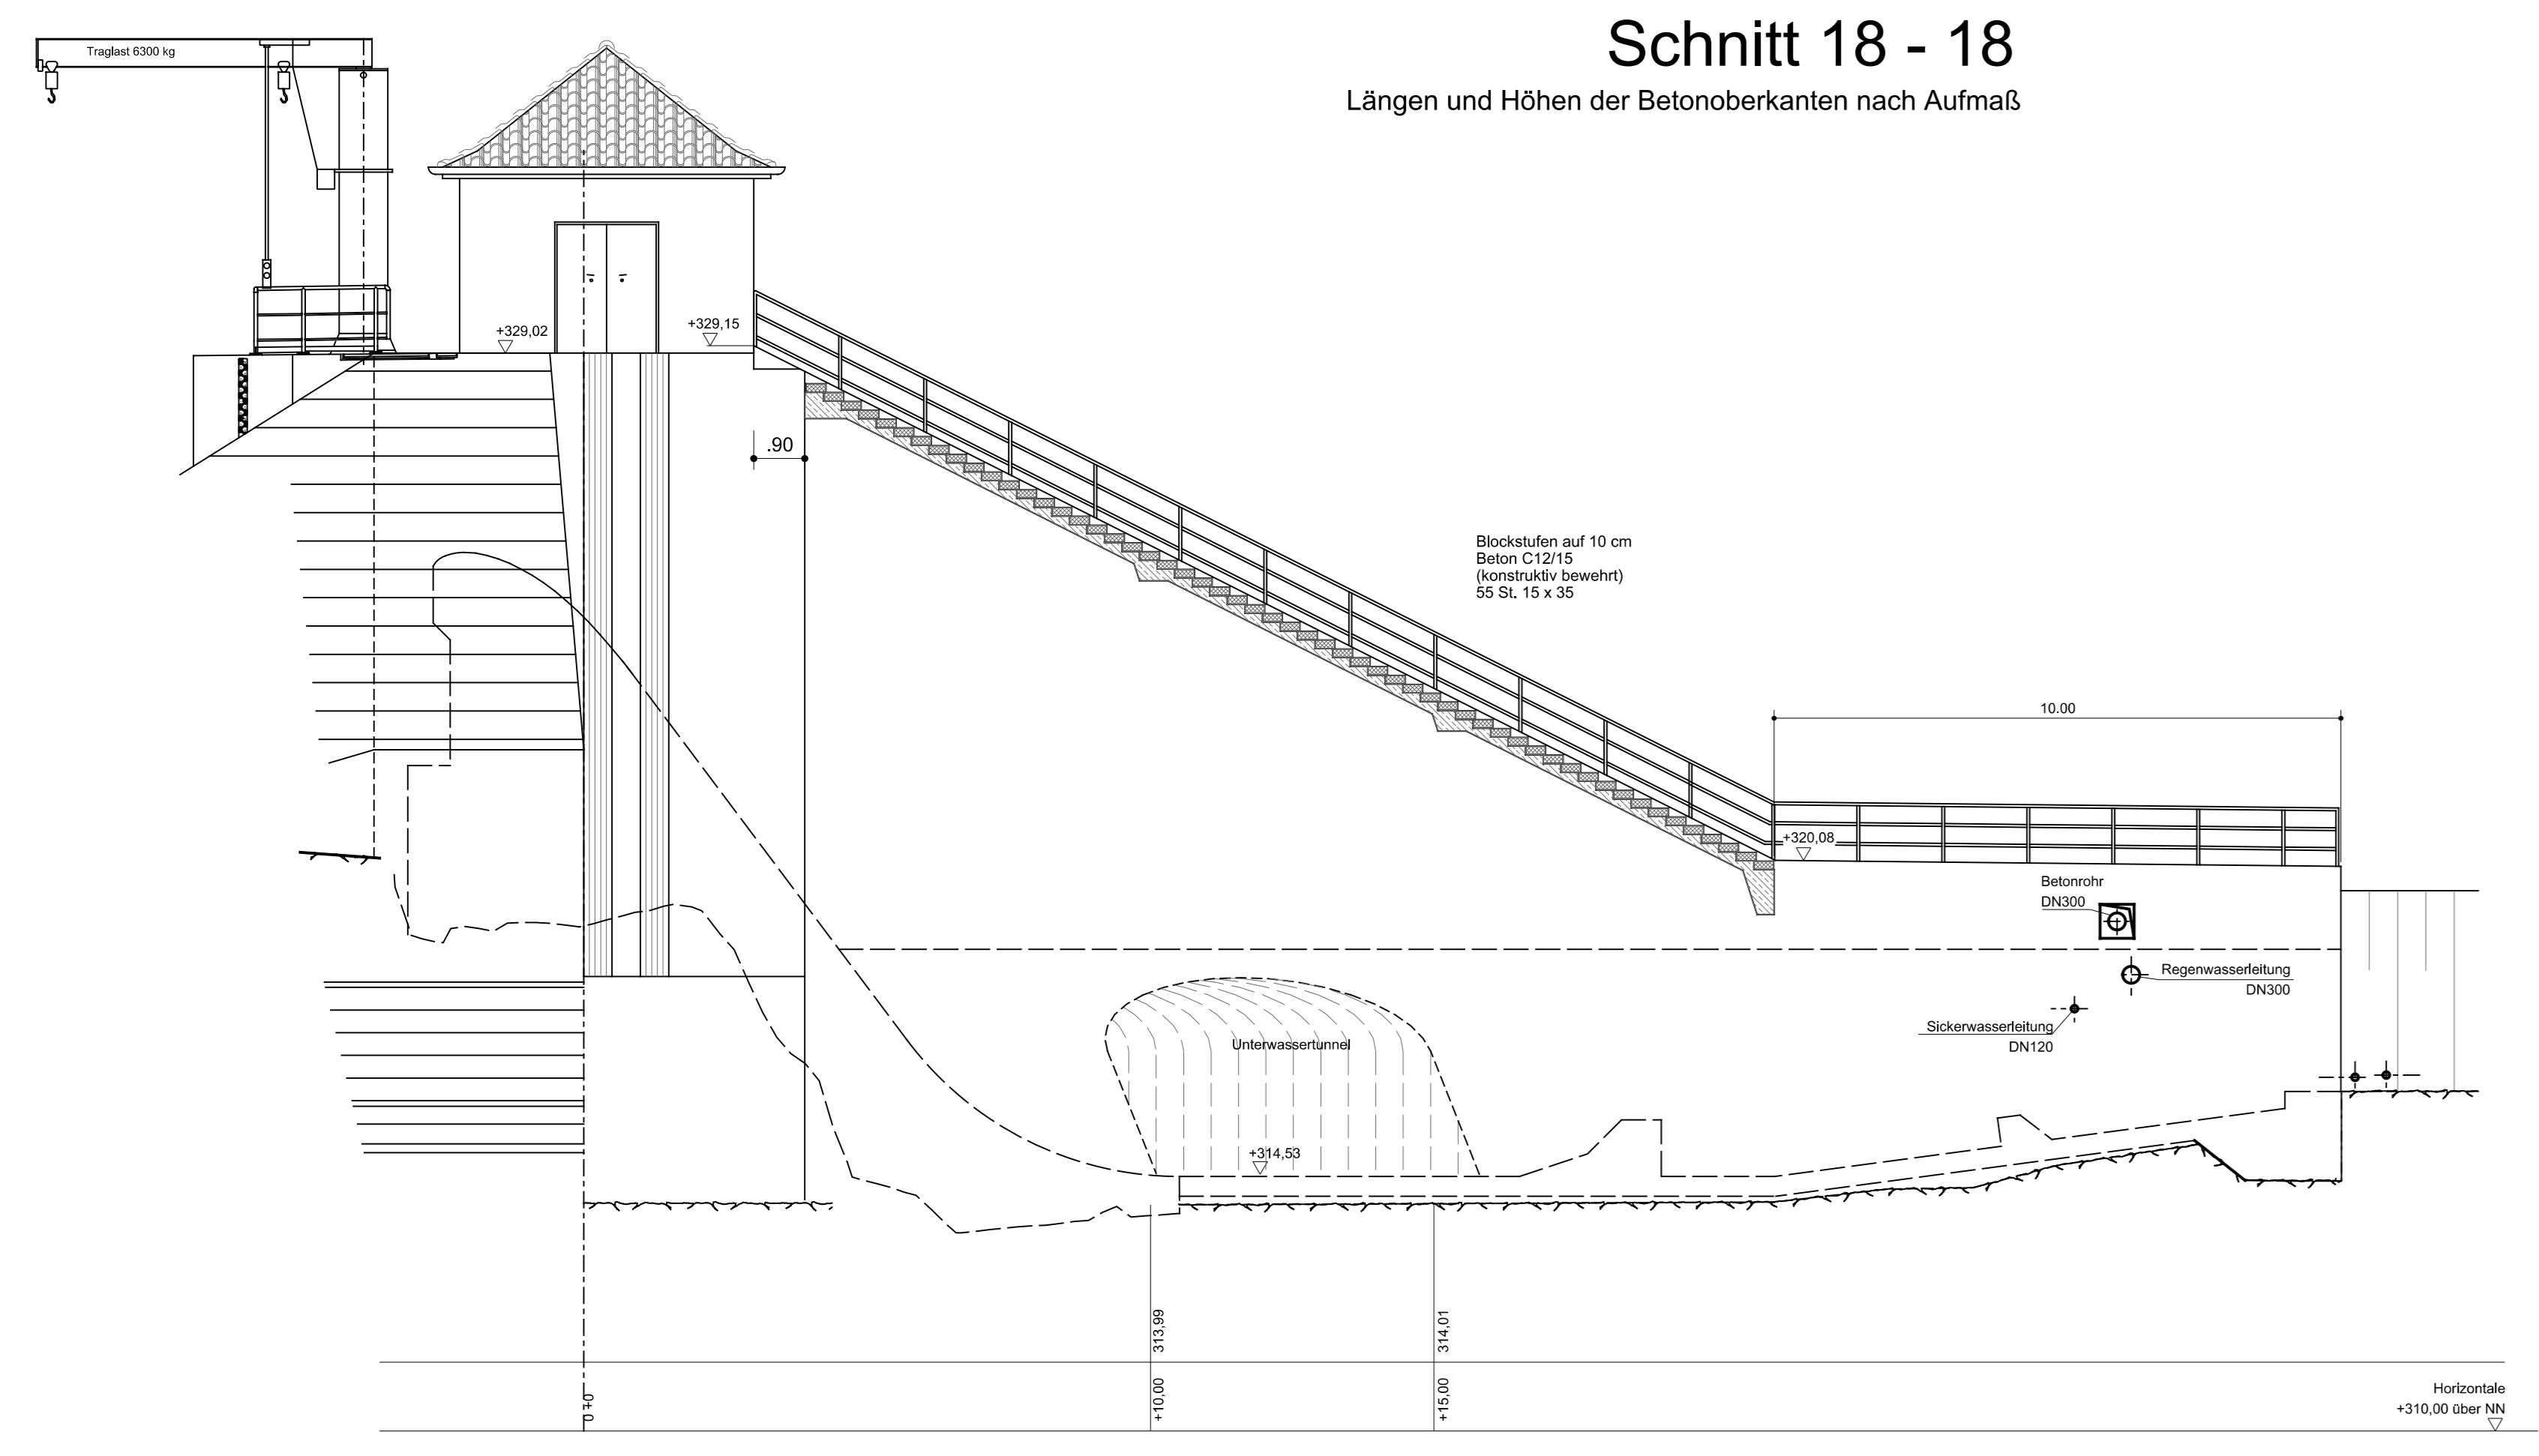 Schnitt 18 - 18
Längen und Höhen der Betonoberkanten nach Aufmaß
Traglast 6300 kg
+329,02
+329,15
.90
Blockstufen auf 10 cm
Beton C12/15
(konstruktiv bewehrt)
55 St. 15 x 35
10.00
+320,08
Betonrohr
DN300
Regenwasserleitung
DN300
Sickerwasserleitung
DN120
Unterwassertunnel
+314,53
313,99
314,01
0+0
+10,00
+15,00
Horizontale
+310,00 über NN